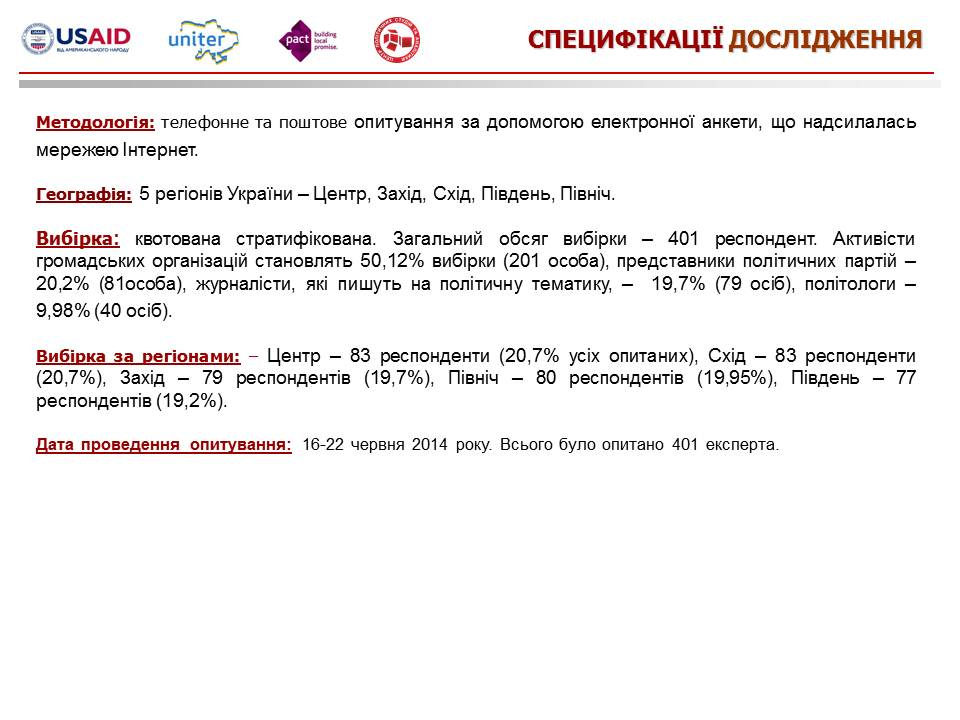 USAID
ВІД АМЕРИКАНСЬКОГО НАРОДУ
uniter
pact building local promise.
СПЕЦИФІКАЦІЇ ДОСЛІДЖЕННЯ
Методологія: телефонне та поштове опитування за допомогою електронної анкети, що надсилалась
мережею Інтернет.
Географія: 5 регіонів України – Центр, Захід, Схід, Південь, Північ.
Вибірка: квотована стратифікована. Загальний обсяг вибірки – 401 респондент. Активісти
громадських організацій становлять 50,12% вибірки (201 особа), представники політичних партій –
20,2% (81особа), журналісти, які пишуть на політичну тематику, – 19,7% (79 осіб), політологи –
9,98% (40 осіб).
Вибірка за регіонами: – Центр – 83 респонденти (20,7% усіх опитаних), Схід – 83 респонденти
(20,7%), Захід – 79 респондентів (19,7%), Північ – 80 респондентів (19,95%), Південь – 77
респондентів (19,2%).
Дата проведення опитування: 16-22 червня 2014 року. Всього було опитано 401 експерта.